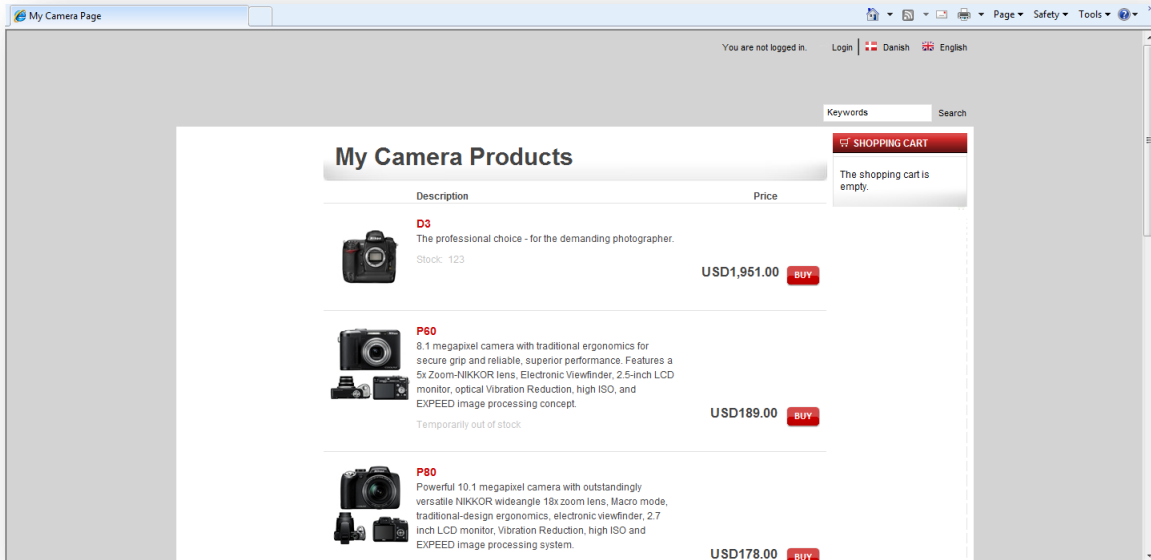 My Camera Page
Page Safety Tools
You are not logged in. Login Danish English
Keywords Search
My Camera Products
SHOPPING CART
The shopping cart is
empty.
Description Price
D3
The professional choice - for the demanding photographer.
Stock: 123
USD1,951.00 BUY
P60
8.1 megapixel camera with traditional ergonomics for
secure grip and reliable, superior performance. Features a
5x Zoom-NIKKOR lens, Electronic Viewfinder, 2.5-inch LCD
monitor, optical Vibration Reduction, high ISO, and
EXPEED image processing concept.
USD189.00 BUY
Temporarily out of stock
P80
Powerful 10.1 megapixel camera with outstandingly
versatile NIKKOR wideangle 18x zoom lens, Macro mode,
traditional-design ergonomics, electronic viewfinder, 2.7
inch LCD monitor, Vibration Reduction, high ISO and
EXPEED image processing system.
USD178.00 BUY